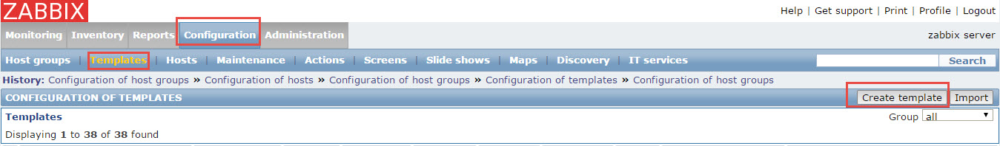 ZABBIX
Help | Get support | Print | Profile | Logout
Monitoring Inventory Reports Configuration Administration
zabbix server
Host groups | Templates | Hosts | Maintenance | Actions | Screens | Slide shows | Maps | Discovery | IT services
Search
History: Configuration of host groups » Configuration of hosts » Configuration of host groups » Configuration of templates » Configuration of host groups
CONFIGURATION OF TEMPLATES
Create template Import
Templates
Group all
Displaying 1 to 38 of 38 found